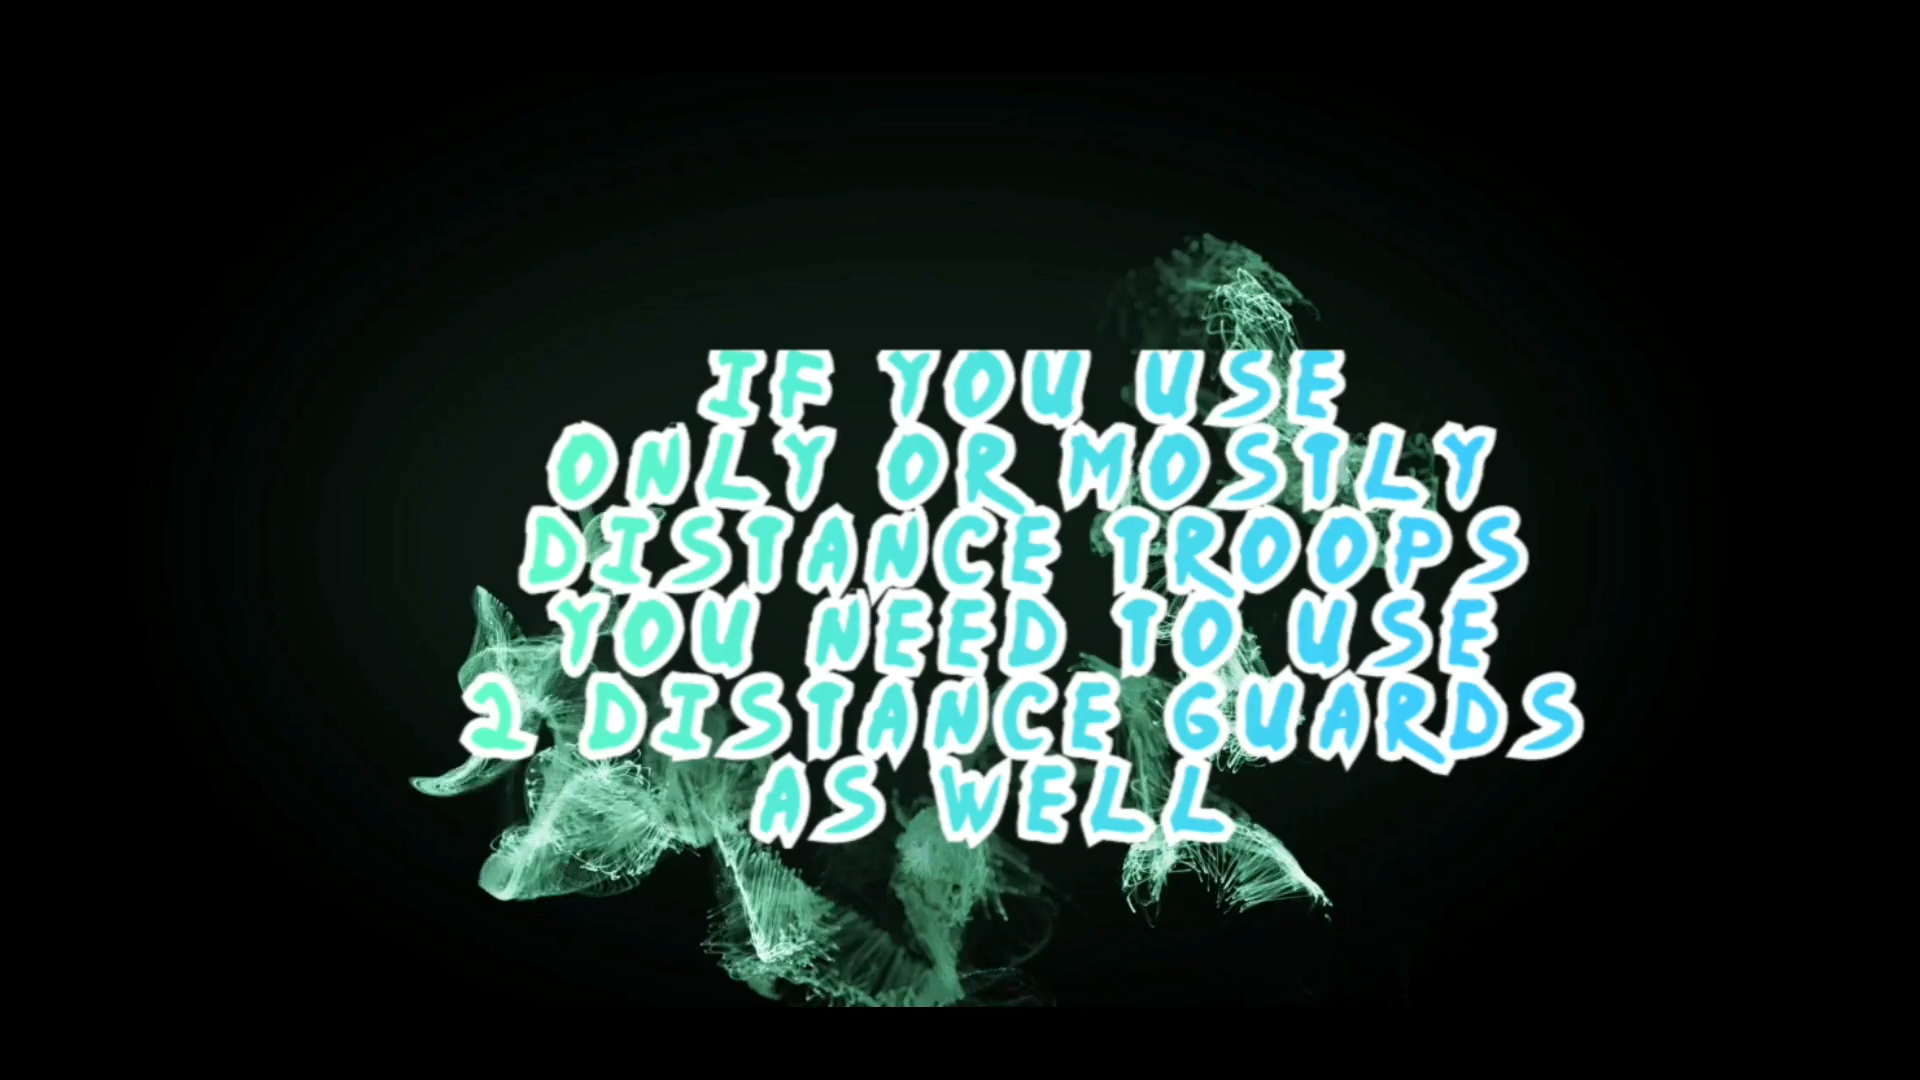 IF YOU USE
ONLY OR MOSTLY
DISTANCE TROOPS
YOU NEED TO USE
2 DISTANCE GUARDS
AS WELL